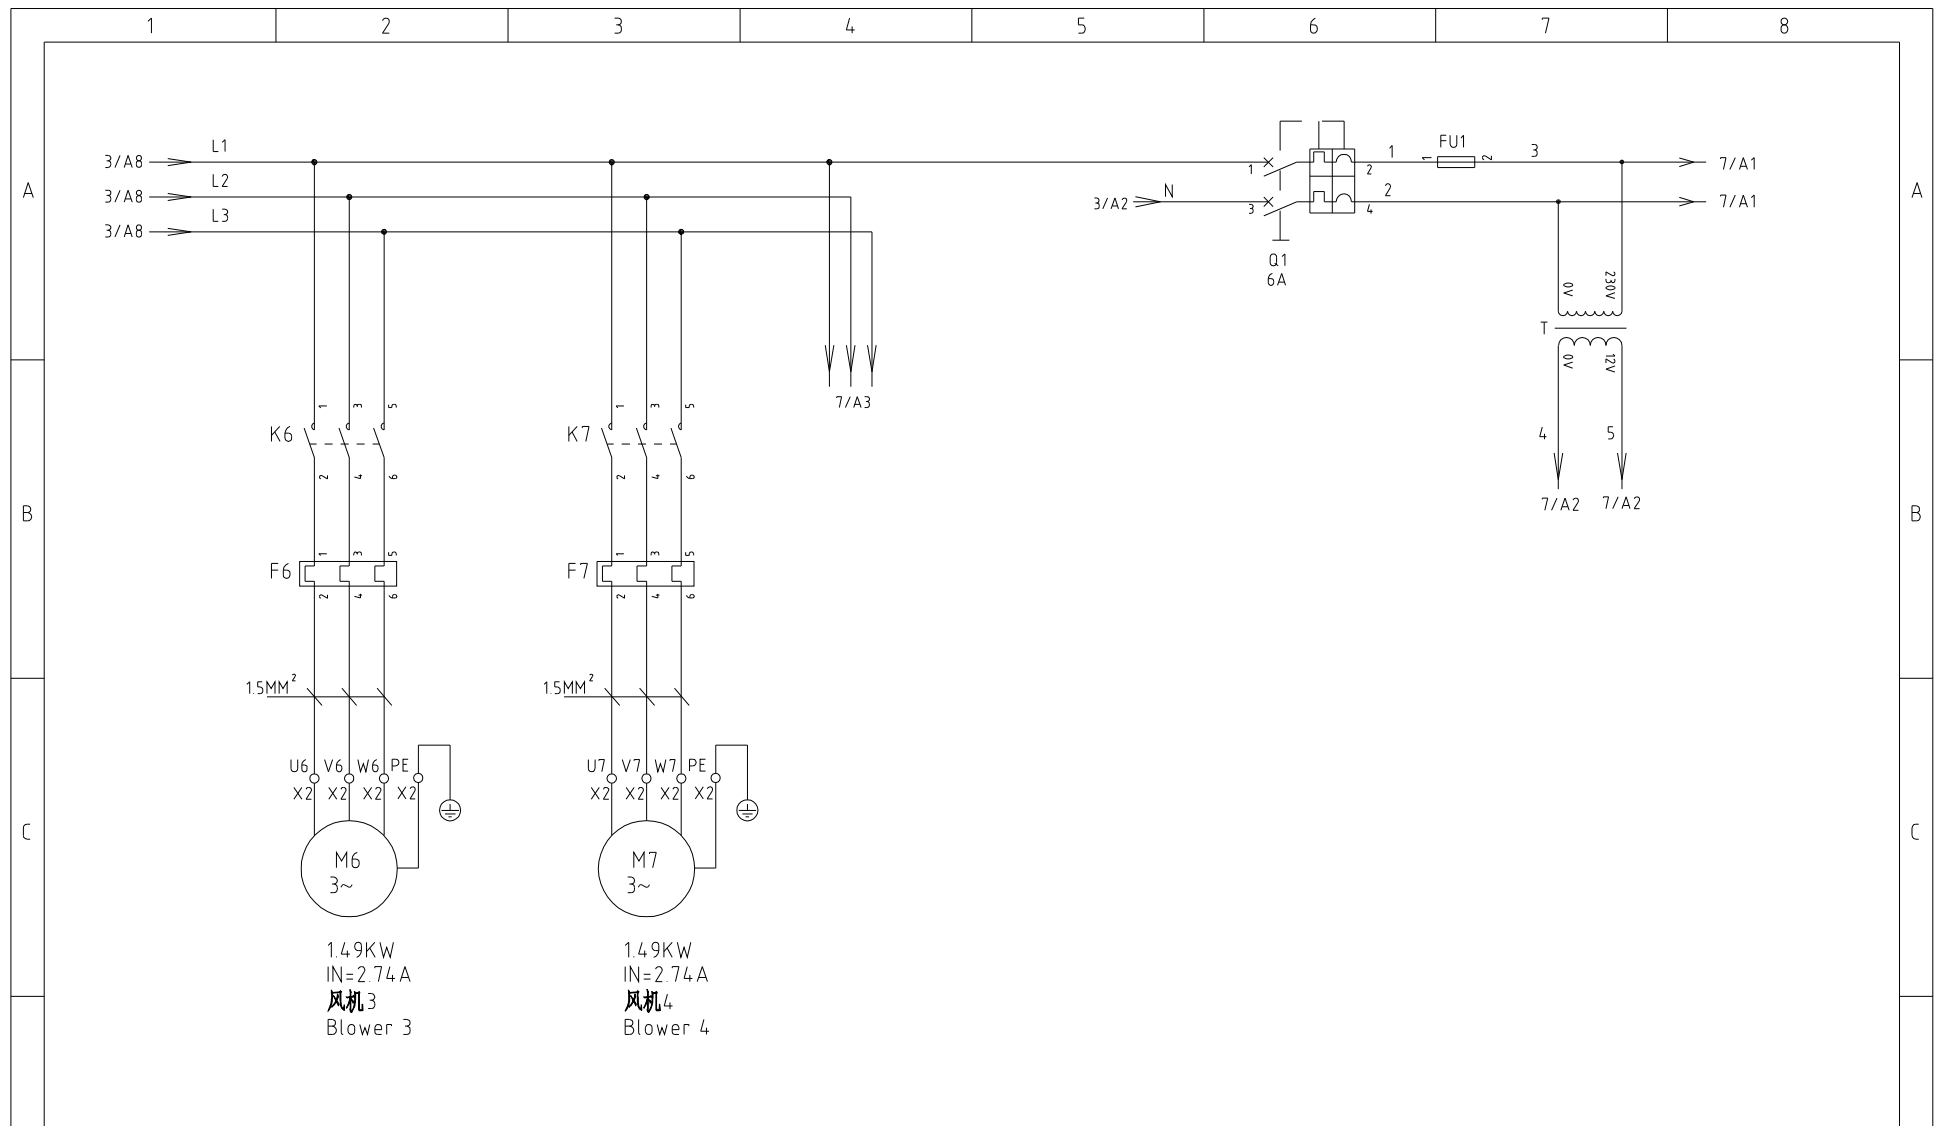 1 2 3 4 5 6 7 8
A A
B B
C C
3/A8 L1
3/A8 L2
3/A8 L3
1 3 5
K6
2 4 6
1 3 5
F6
2 4 6
1.5MM²
U6 V6 W6 PE
X2 X2 X2 X2
M6
3~
1.49KW
IN=2.74A
风机3
Blower 3
1 3 5
K7
2 4 6
1 3 5
F7
2 4 6
1.5MM²
U7 V7 W7 PE
X2 X2 X2 X2
M7
3~
1.49KW
IN=2.74A
风机4
Blower 4
7/A3
1 2 1 1 FU1 2 3 7/A1
3/A2 N 3 4 2 7/A1
Q1
6A
0V 230V
T
0V 12V
4 5
7/A2 7/A2